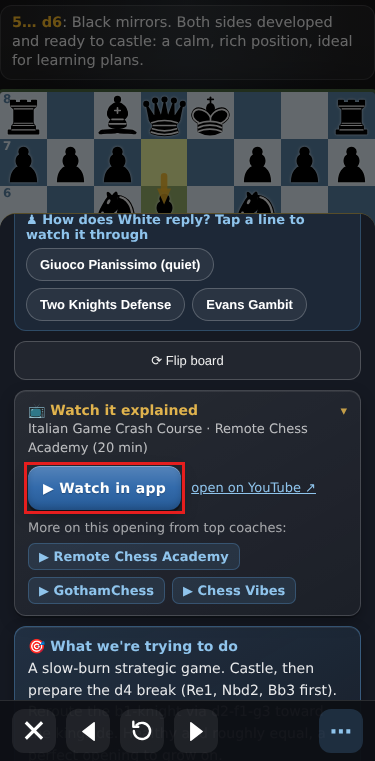 5... d6: Black mirrors. Both sides developed
and ready to castle: a calm, rich position, ideal
for learning plans.
8
7
6
♟ How does White reply? Tap a line to
watch it through
Giuoco Pianissimo (quiet)
Two Knights Defense
Evans Gambit
⟳ Flip board
📺 Watch it explained ▾
Italian Game Crash Course · Remote Chess
Academy (20 min)
▶ Watch in app
open on YouTube ↗
More on this opening from top coaches:
▶ Remote Chess Academy
▶ GothamChess
▶ Chess Vibes
🎯 What we're trying to do
A slow-burn strategic game. Castle, then
prepare the d4 break (Re1, Nbd2, Bb3 first).